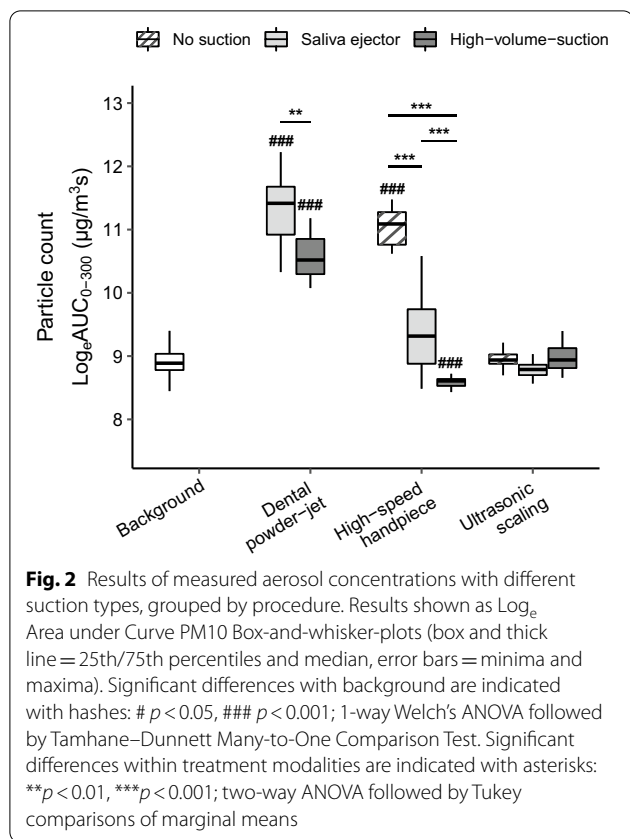 No suction Saliva ejector High−volume−suction
Particle count
LogₑAUC₀₋₃₀₀ (µg/m³s)
13
12
11
10
9
8
**
###
###
***
***
***
###
###
Background
Dental
powder−jet
High−speed
handpiece
Ultrasonic
scaling
Fig. 2 Results of measured aerosol concentrations with different
suction types, grouped by procedure. Results shown as Logₑ
Area under Curve PM10 Box-and-whisker-plots (box and thick
line = 25th/75th percentiles and median, error bars = minima and
maxima). Significant differences with background are indicated
with hashes: # p < 0.05, ### p < 0.001; 1-way Welch's ANOVA followed
by Tamhane–Dunnett Many-to-One Comparison Test. Significant
differences within treatment modalities are indicated with asterisks:
**p < 0.01, ***p < 0.001; two-way ANOVA followed by Tukey
comparisons of marginal means